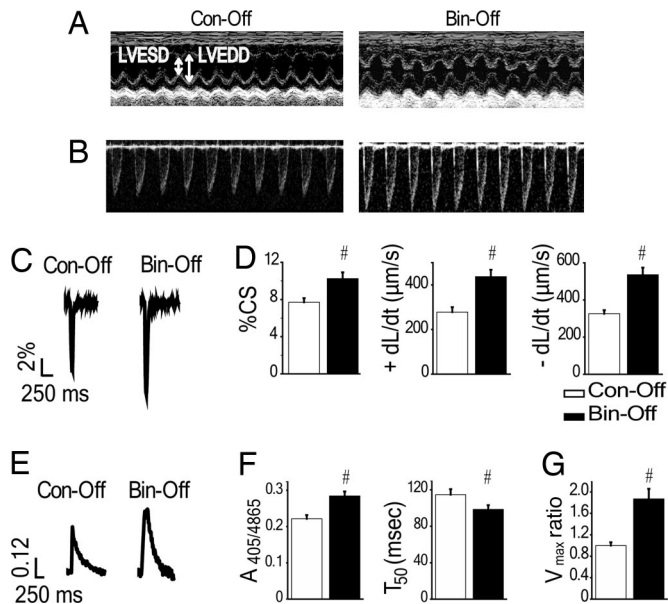 Con-Off Bin-Off
A
LVESD LVEDD
B
C
Con-Off Bin-Off
2%
250 ms
D
%CS
12
8
4
0
#
+ dL/dt (µm/s)
400
200
0
#
- dL/dt (µm/s)
600
400
200
0
#
Con-Off
Bin-Off
E
Con-Off Bin-Off
0.12
250 ms
F
A 405/4865
0.3
0.2
0.1
0
#
T50 (msec)
120
80
40
0
#
G
Vmax ratio
2.0
1.6
1.2
0.8
0.4
0
#